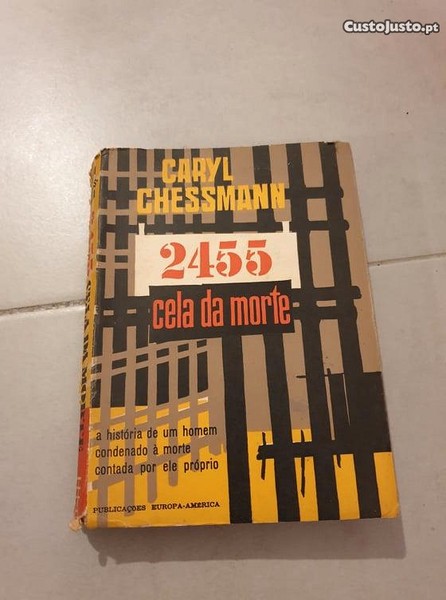 CustoJusto.pt
CARYL
CHESSMANN
2455
cela da morte
a história de um homem
condenado à morte
contada por ele próprio
PUBLICAÇÕES EUROPA-AMÉRICA